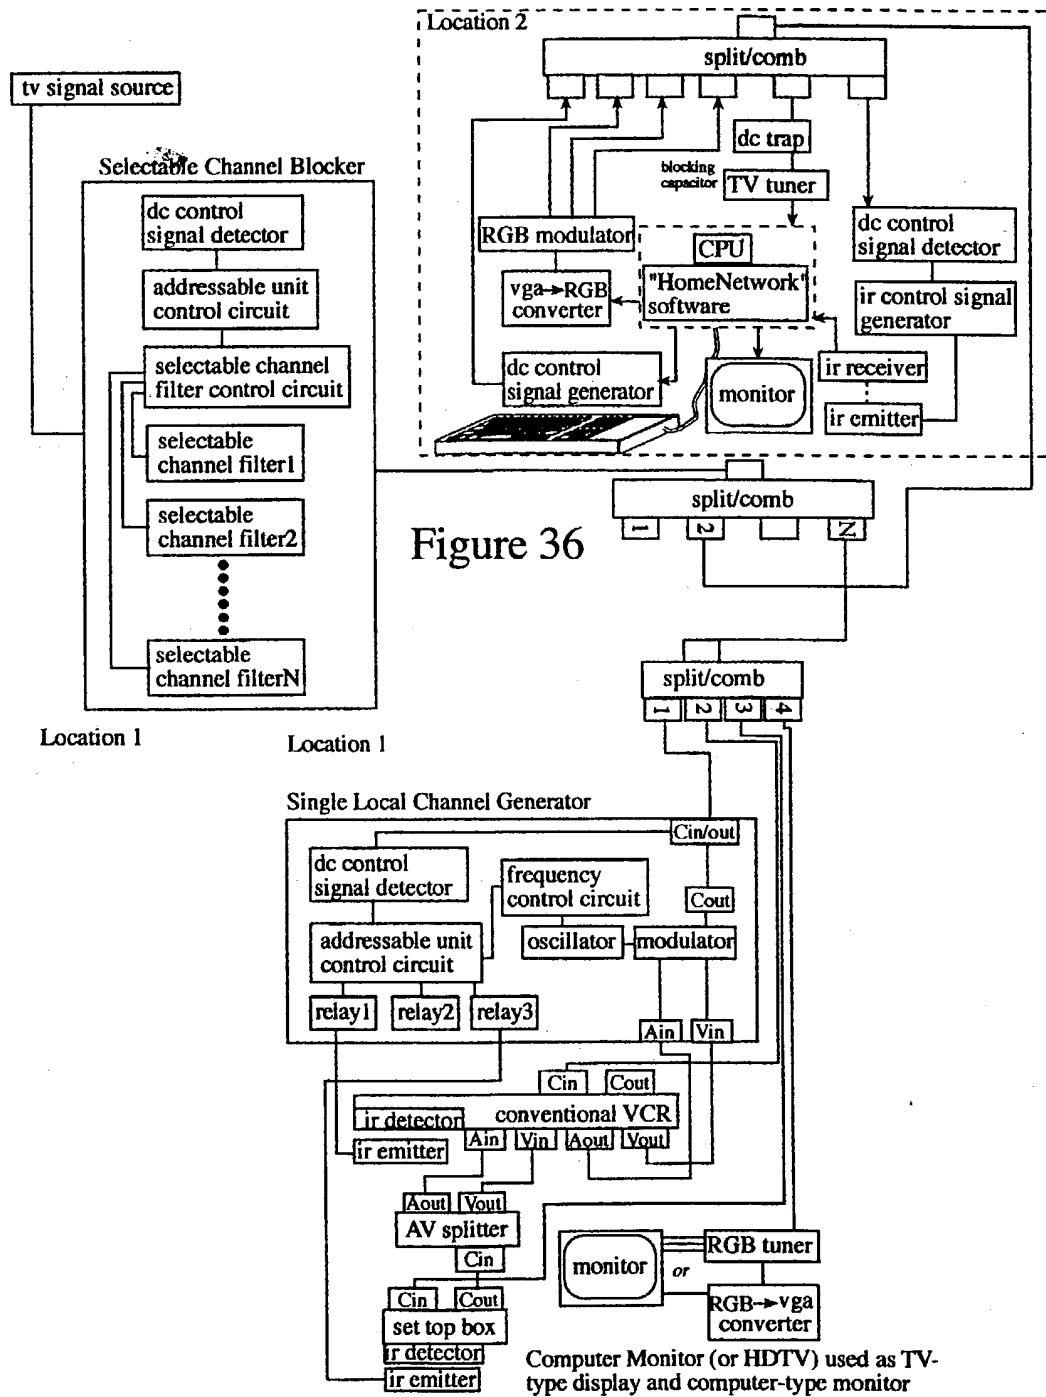 Location 2
split/comb
tv signal source
dc trap
Selectable Channel Blocker
blocking
capacitor
TV tuner
dc control
signal detector
RGB modulator
CPU
dc control
signal detector
addressable unit
control circuit
vga→RGB
converter
"HomeNetwork"
software
ir control signal
generator
selectable channel
filter control circuit
dc control
signal generator
monitor
ir receiver
ir emitter
selectable
channel filter1
split/comb
1
2
N
selectable
channel filter2
Figure 36
selectable
channel filterN
split/comb
1
2
3
4
Location 1
Location 1
Single Local Channel Generator
Cin/out
dc control
signal detector
frequency
control circuit
Cout
addressable unit
control circuit
oscillator
modulator
relay1
relay2
relay3
Ain
Vin
Cin
Cout
conventional VCR
ir detector
Ain
Vin
Aout
Vout
ir emitter
Aout
Vout
AV splitter
Cin
monitor
or
RGB tuner
Cin
Cout
RGB→vga
converter
set top box
ir detector
ir emitter
Computer Monitor (or HDTV) used as TV-
type display and computer-type monitor